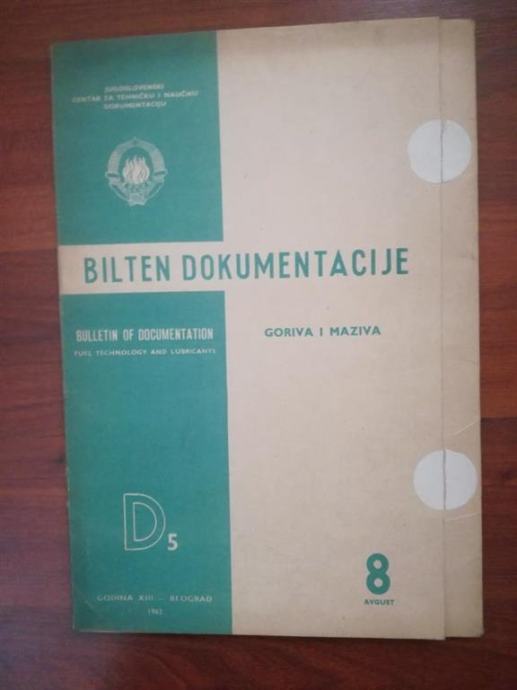 JUGOSLOVENSKI
CENTAR ZA TEHNIČKU I NAUČNU
DOKUMENTACIJU
BILTEN DOKUMENTACIJE
BULLETIN OF DOCUMENTATION
FUEL TECHNOLOGY AND LUBRICANTS
GORIVA I MAZIVA
D5
GODINA XIII — BEOGRAD
1962
8
AVGUST